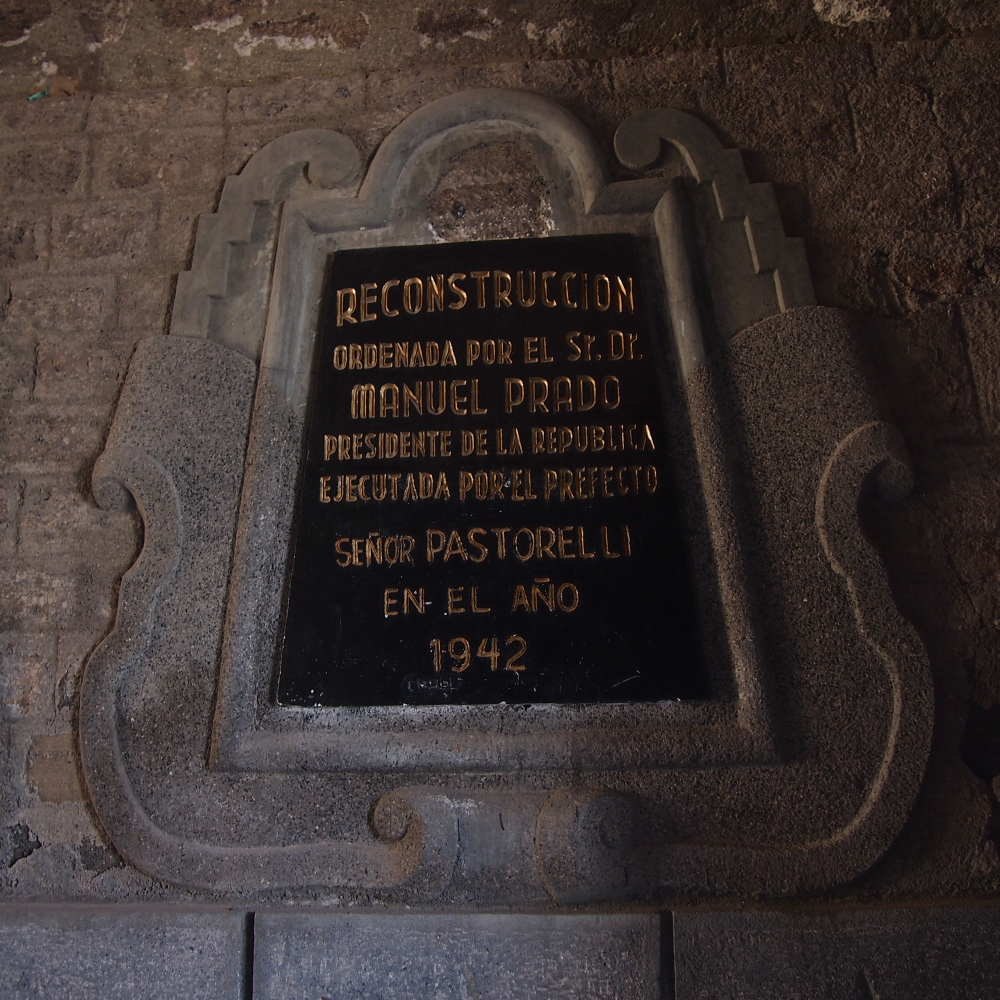 RECONSTRUCCION
ORDENADA POR EL Sr. Dr.
MANUEL PRADO
PRESIDENTE DE LA REPUBLICA
EJECUTADA POR EL PREFECTO
SEÑOR PASTORELLI
EN EL AÑO
1942